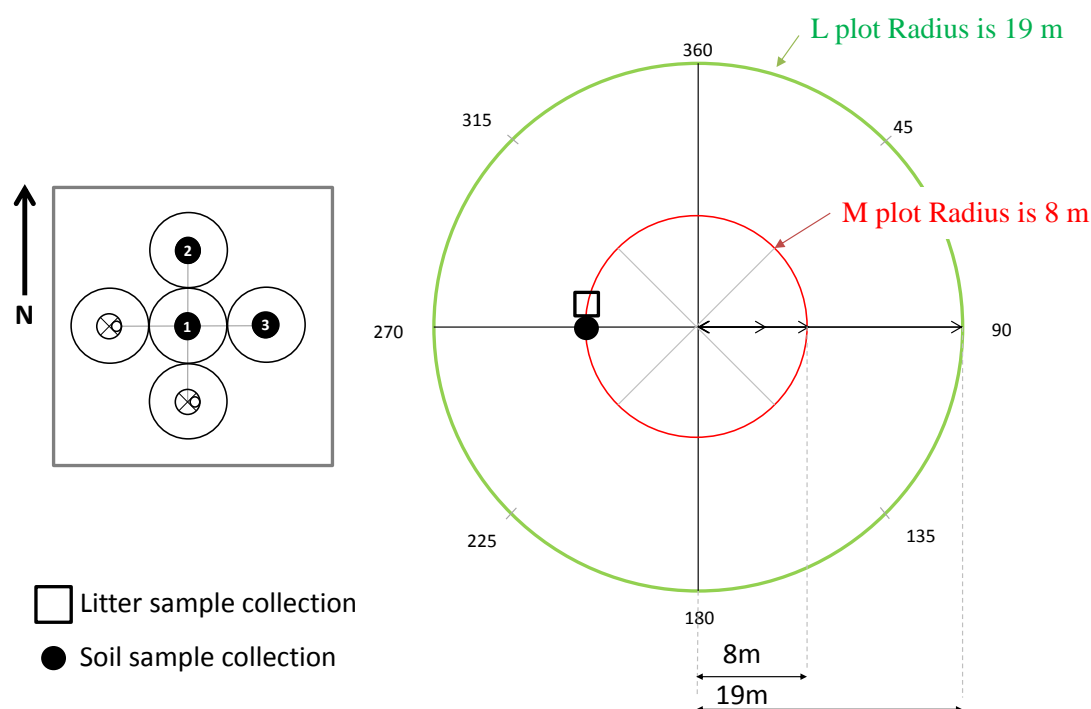 L plot Radius is 19 m
360
315
45
M plot Radius is 8 m
2
N
1
3
270
90
225
135
Litter sample collection
180
Soil sample collection
8m
19m